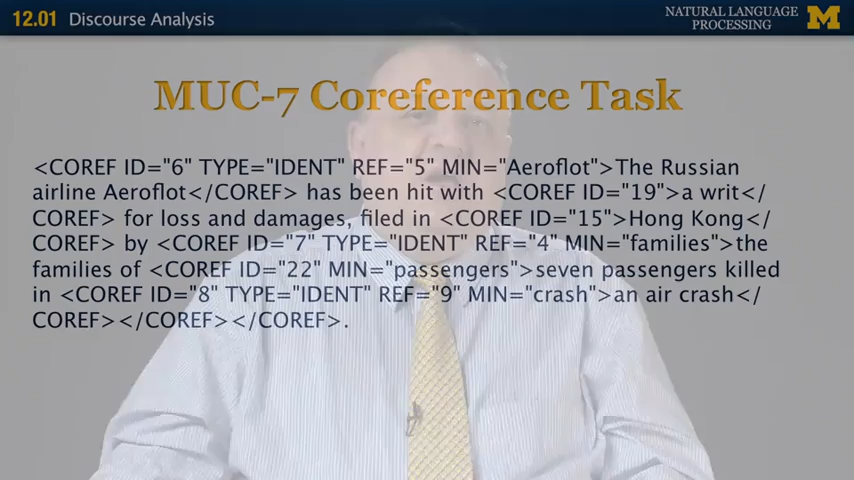 12.01 Discourse Analysis
NATURAL LANGUAGE
PROCESSING
M
MUC-7 Coreference Task
<COREF ID="6" TYPE="IDENT" REF="5" MIN="Aeroflot">The Russian
airline Aeroflot</COREF> has been hit with <COREF ID="19">a writ</
COREF> for loss and damages, filed in <COREF ID="15">Hong Kong</
COREF> by <COREF ID="7" TYPE="IDENT" REF="4" MIN="families">the
families of <COREF ID="22" MIN="passengers">seven passengers killed
in <COREF ID="8" TYPE="IDENT" REF="9" MIN="crash">an air crash</
COREF></COREF></COREF>.